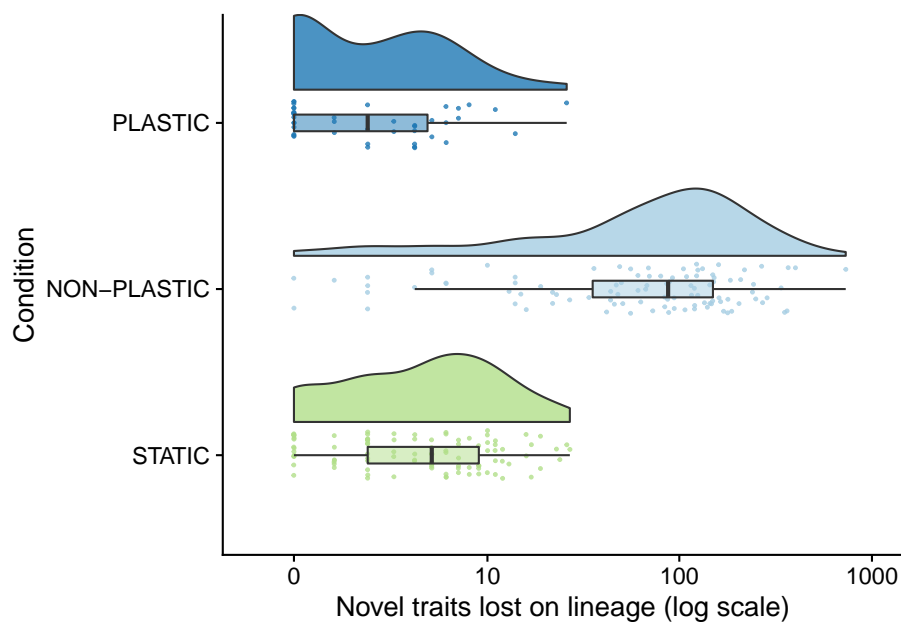 PLASTIC
NON−PLASTIC
STATIC
Condition
0 10 100 1000
Novel traits lost on lineage (log scale)